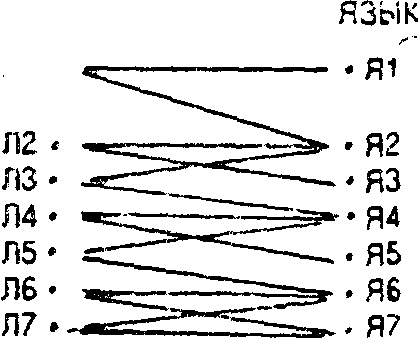 ЯЗЫК
· Я1
Л2 · · Я2
Л3 · · Я3
Л4 · · Я4
Л5 · · Я5
Л6 · · Я6
Л7 · · Я7